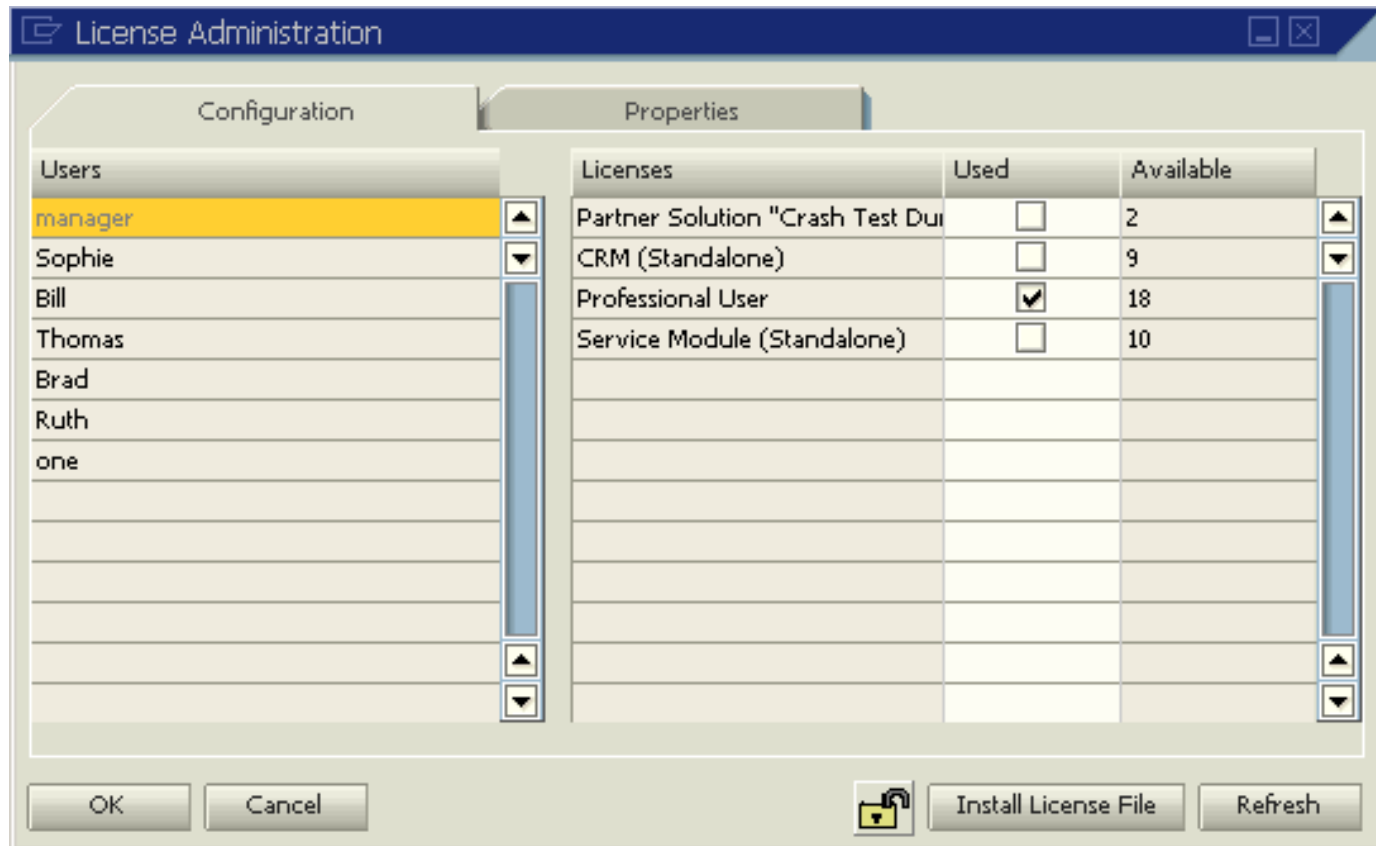 License Administration
Configuration Properties
Users Licenses Used Available
manager Partner Solution "Crash Test 2
Sophie CRM (Standalone) 9
Bill Professional User 18
Thomas Service Module (Standalone) 10
Brad
Ruth
one
OK Cancel Install License File Refresh